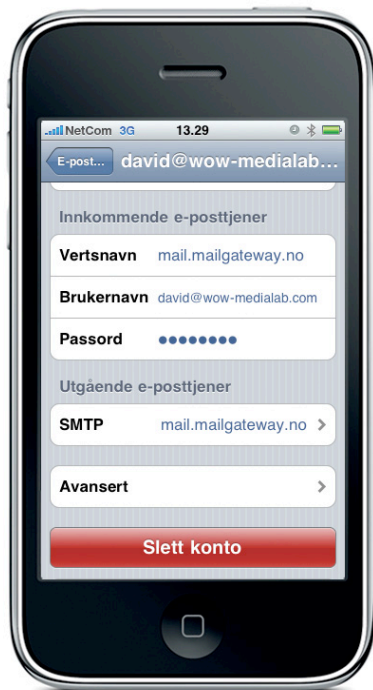 NetCom 3G 13.29
E-post... david@wow-medialab...
Innkommende e-posttjener
Vertsnavn mail.mailgateway.no
Brukernavn david@wow-medialab.com
Passord ●●●●●●●●
Utgående e-posttjener
SMTP mail.mailgateway.no
Avansert
Slett konto